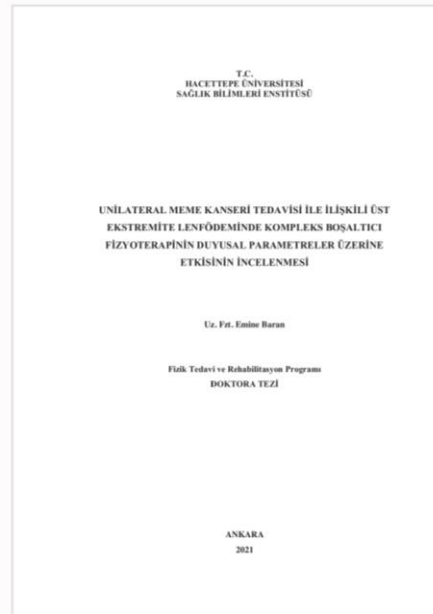 T.C.
HACETTEPE ÜNİVERSİTESİ
SAĞLIK BİLİMLERİ ENSTİTÜSÜ
UNİLATERAL MEME KANSERİ TEDAVİSİ İLE İLİŞKİLİ ÜST
EKSTREMİTE LENFÖDEMİNDE KOMPLEKS BOŞALTICI
FİZYOTERAPİNİN DUYUSAL PARAMETRELER ÜZERİNE
ETKİSİNİN İNCELENMESİ
Uz. Fzt. Emine Baran
Fizik Tedavi ve Rehabilitasyon Programı
DOKTORA TEZİ
ANKARA
2021